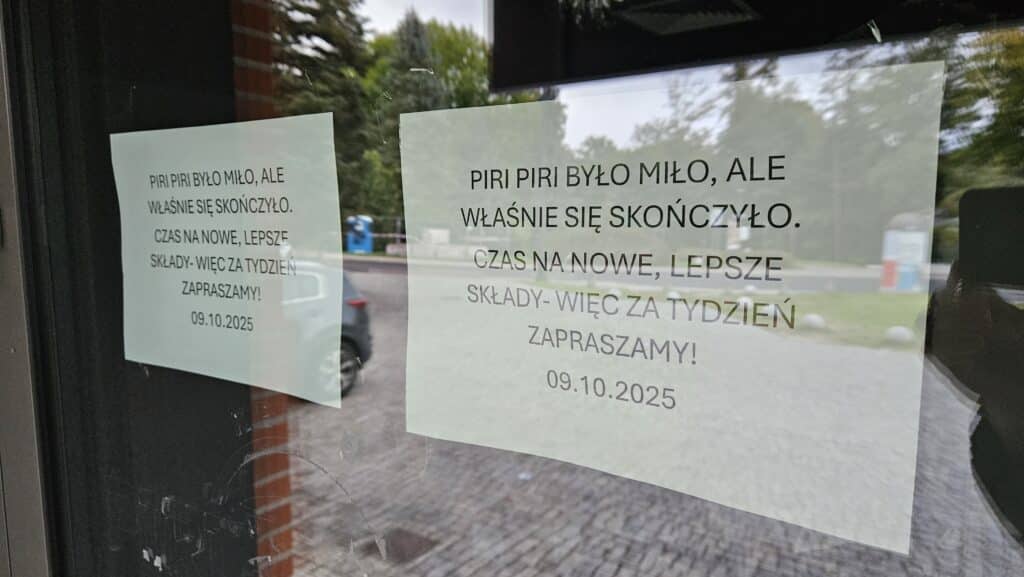 PIRI PIRI BYŁO MIŁO, ALE
WŁAŚNIE SIĘ SKOŃCZYŁO.
CZAS NA NOWE, LEPSZE
SKŁADY- WIĘC ZA TYDZIEŃ
ZAPRASZAMY!
09.10.2025
PIRI PIRI BYŁO MIŁO, ALE
WŁAŚNIE SIĘ SKOŃCZYŁO.
CZAS NA NOWE, LEPSZE
SKŁADY- WIĘC ZA TYDZIEŃ
ZAPRASZAMY!
09.10.2025